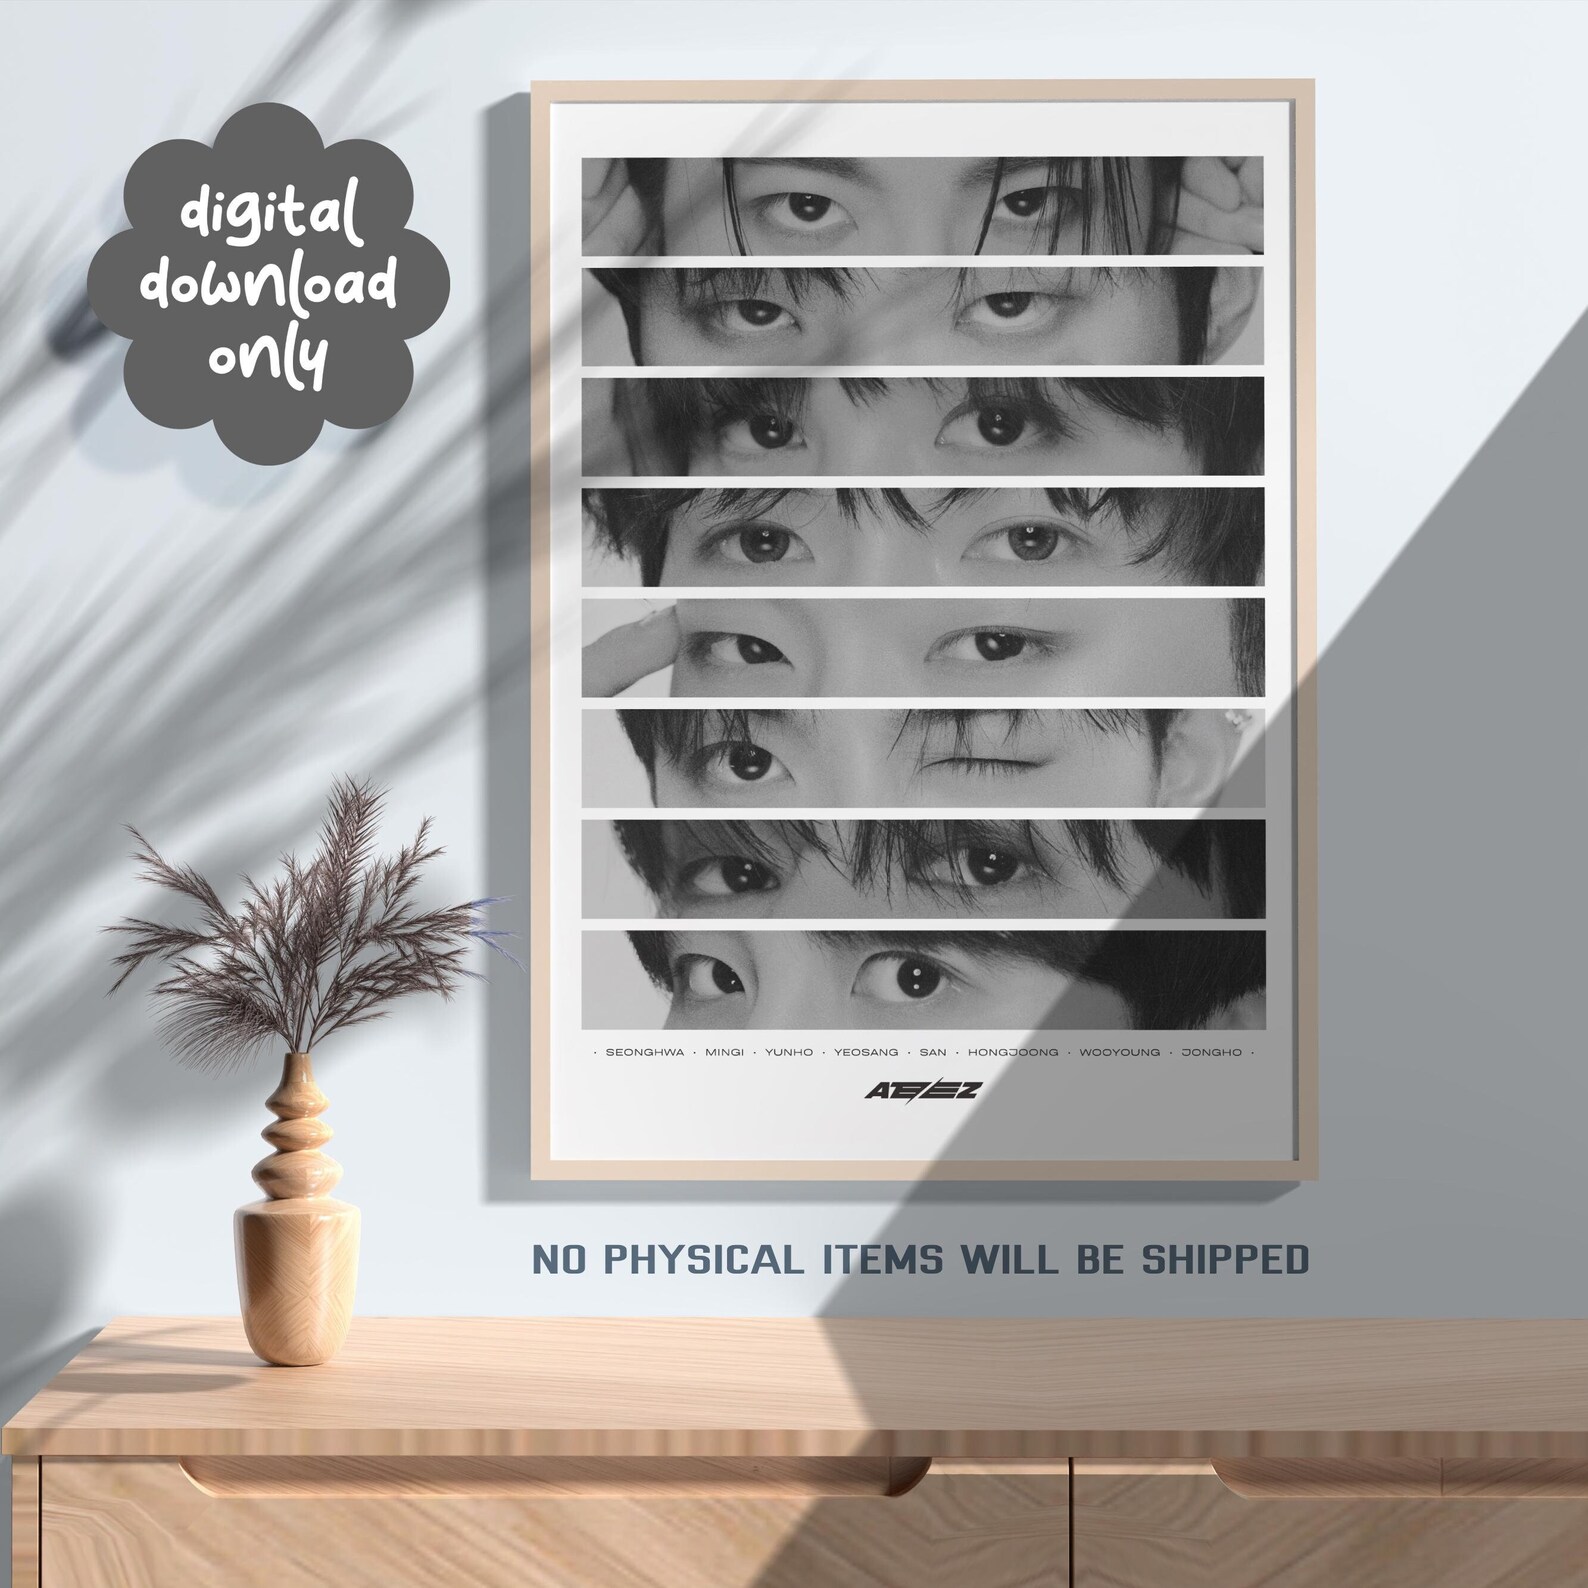 digital
download
only
· SEONGHWA · MINGI · YUNHO · YEOSANG · SAN · HONGJOONG · WOOYOUNG · JONGHO ·
ATEEZ
NO PHYSICAL ITEMS WILL BE SHIPPED